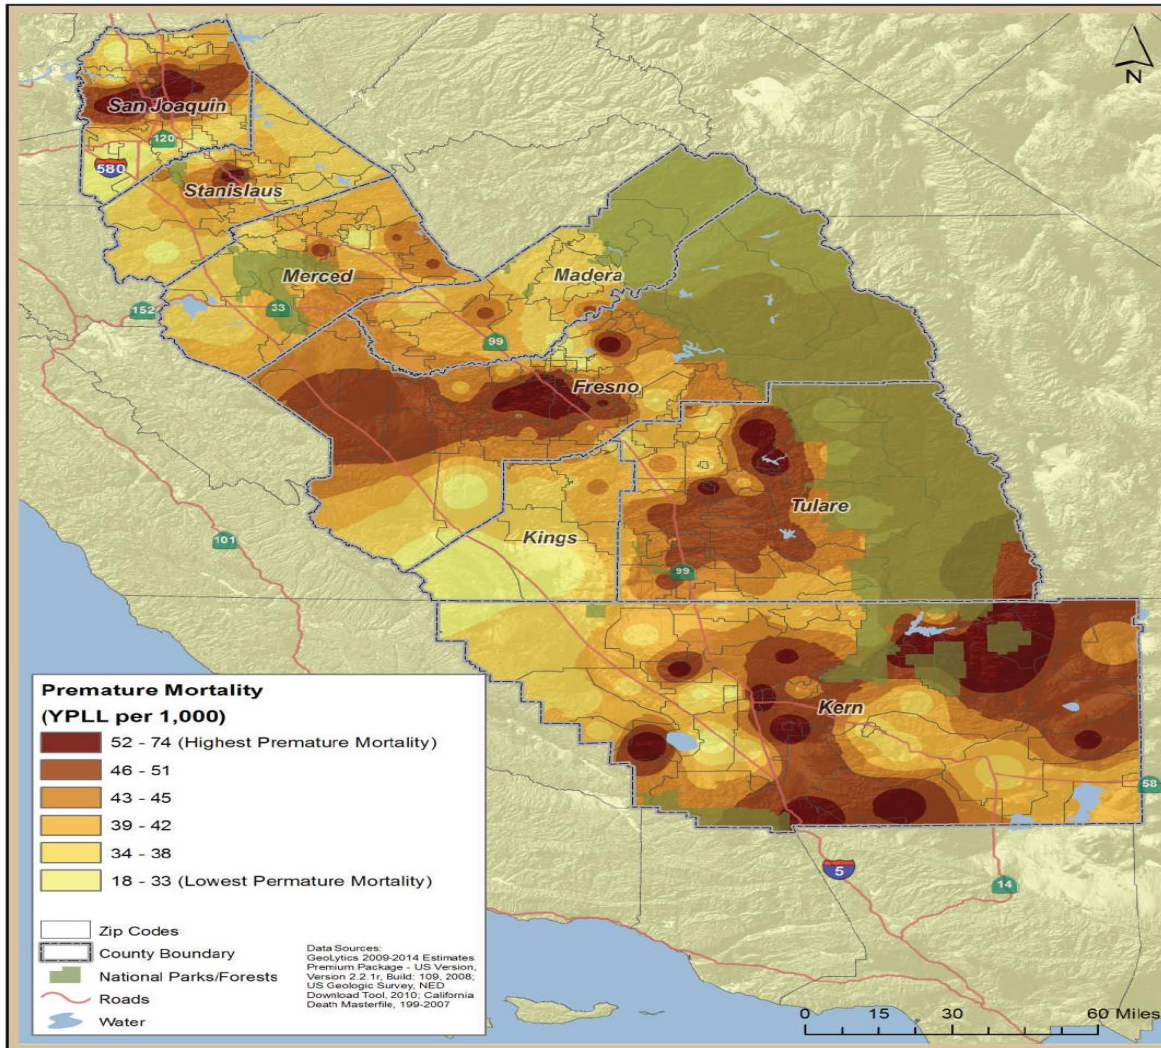 N
San Joaquin
120
580
Stanislaus
Merced
Madera
152
33
99
Fresno
Tulare
Kings
101
99
Kern
58
5
14
Premature Mortality
(YPLL per 1,000)
52 - 74 (Highest Premature Mortality)
46 - 51
43 - 45
39 - 42
34 - 38
18 - 33 (Lowest Permature Mortality)
Zip Codes
County Boundary
National Parks/Forests
Roads
Water
Data Sources:
GeoLytics 2009-2014 Estimates
Premium Package - US Version,
Version 2.2.1r, Build: 109, 2008;
US Geologic Survey, NED
Download Tool, 2010; California
Death Masterfile, 199-2007
0 15 30 60 Miles